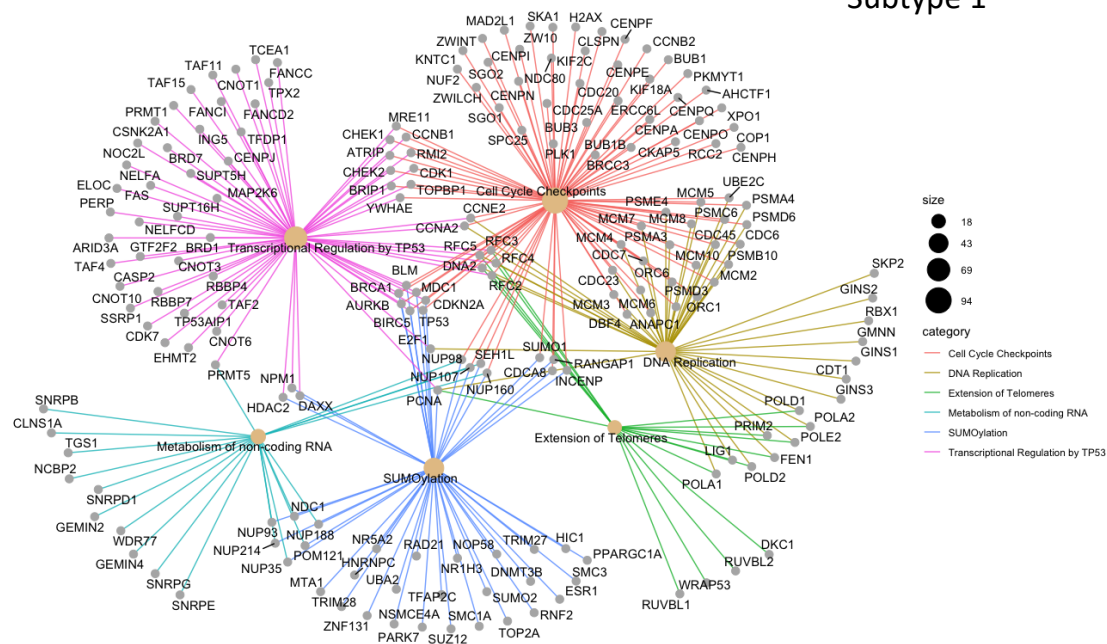 Subtype 1
MAD2L1
SKA1
H2AX
CENPF
ZWINT
ZW10
CLSPN
CCNB2
KNTC1
CENPI
KIF2C
BUB1
NUF2
SGO2
NDC80
CENPE
PKMYT1
ZWILCH
CENPN
CDC20
KIF18A
AHCTF1
SGO1
CDC25A
ERCC6L
CENPQ
XPO1
SPC25
BUB3
CENPA
CENPO
COP1
PLK1
BUB1B
CKAP5
RCC2
CENPH
BRCC3
TCEA1
TAF11
FANCC
TAF15
CNOT1
TPX2
PRMT1
FANCI
FANCD2
CSNK2A1
ING5
TFDP1
NOC2L
BRD7
CENPJ
NELFA
SUPT5H
ELOC
FAS
MAP2K6
PERP
SUPT16H
NELFCD
ARID3A
GTF2F2
BRD1
Transcriptional Regulation by TP53
TAF4
CNOT3
CASP2
RBBP4
CNOT10
RBBP7
TAF2
SSRP1
TP53AIP1
CDK7
CNOT6
EHMT2
PRMT5
MRE11
CHEK1
CCNB1
ATRIP
RMI2
CHEK2
CDK1
BRIP1
TOPBP1
YWHAE
Cell Cycle Checkpoints
CCNE2
CCNA2
RFC5
RFC3
DNA2
RFC4
RFC2
BLM
BRCA1
MDC1
AURKB
CDKN2A
BIRC5
TP53
E2F1
MCM5
UBE2C
PSME4
PSMA4
MCM7
MCM8
PSMC6
PSMD6
MCM4
PSMA3
CDC45
CDC6
CDC7
MCM10
PSMB10
CDC23
ORC6
MCM2
PSMD3
MCM3
MCM6
ORC1
DBF4
ANAPC1
SKP2
GINS2
RBX1
GMNN
GINS1
CDT1
GINS3
DNA Replication
NUP98
SEH1L
SUMO1
RANGAP1
NUP107
CDCA8
INCENP
NUP160
PCNA
NPM1
HDAC2
DAXX
POLD1
POLA2
PRIM2
POLE2
Extension of Telomeres
LIG1
FEN1
POLA1
POLD2
SNRPB
CLNS1A
TGS1
Metabolism of non-coding RNA
NCBP2
SNRPD1
GEMIN2
WDR77
GEMIN4
SNRPG
SNRPE
SUMOylation
NDC1
NUP93
NUP188
NUP214
POM121
NUP35
NR5A2
RAD21
NOP58
TRIM27
HIC1
PPARGC1A
HNRNPC
NR1H3
SMC3
MTA1
UBA2
DNMT3B
ESR1
TRIM28
TFAP2C
SUMO2
ZNF131
NSMCE4A
SMC1A
RNF2
PARK7
SUZ12
TOP2A
DKC1
RUVBL2
WRAP53
RUVBL1
size
18
43
69
94
category
Cell Cycle Checkpoints
DNA Replication
Extension of Telomeres
Metabolism of non-coding RNA
SUMOylation
Transcriptional Regulation by TP53